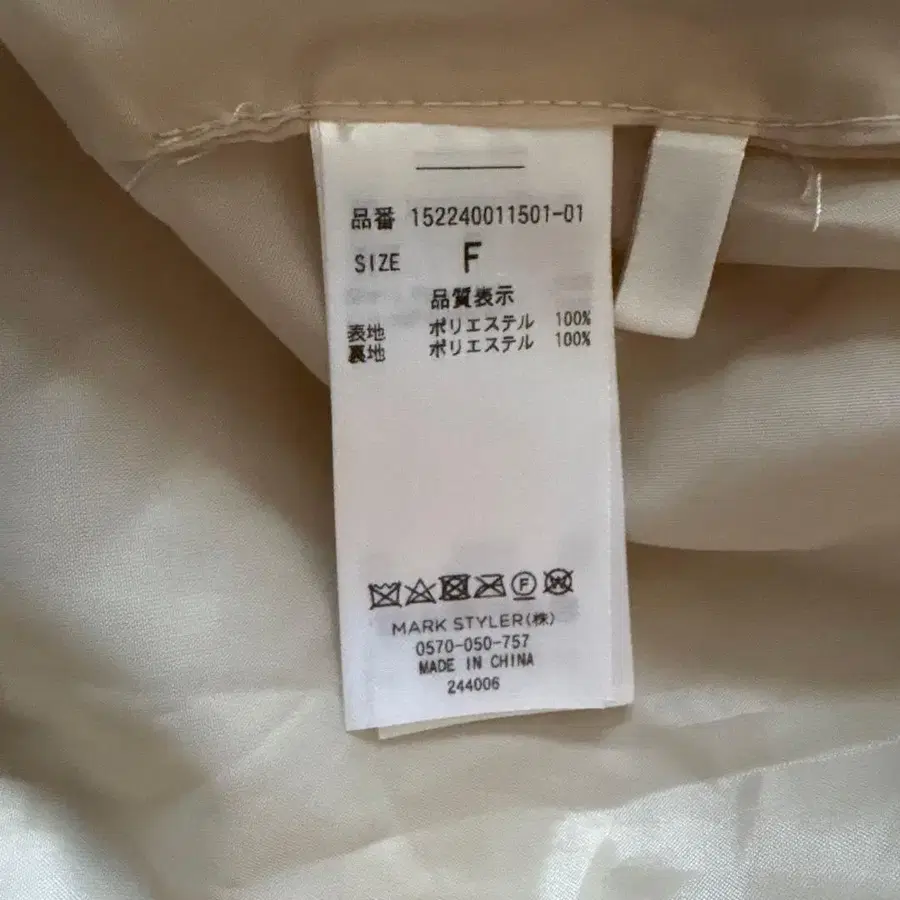 品番 152240011501-01
SIZE F
品質表示
表地 ポリエステル 100%
裏地 ポリエステル 100%
F W
MARK STYLER(株)
0570-050-757
MADE IN CHINA
244006